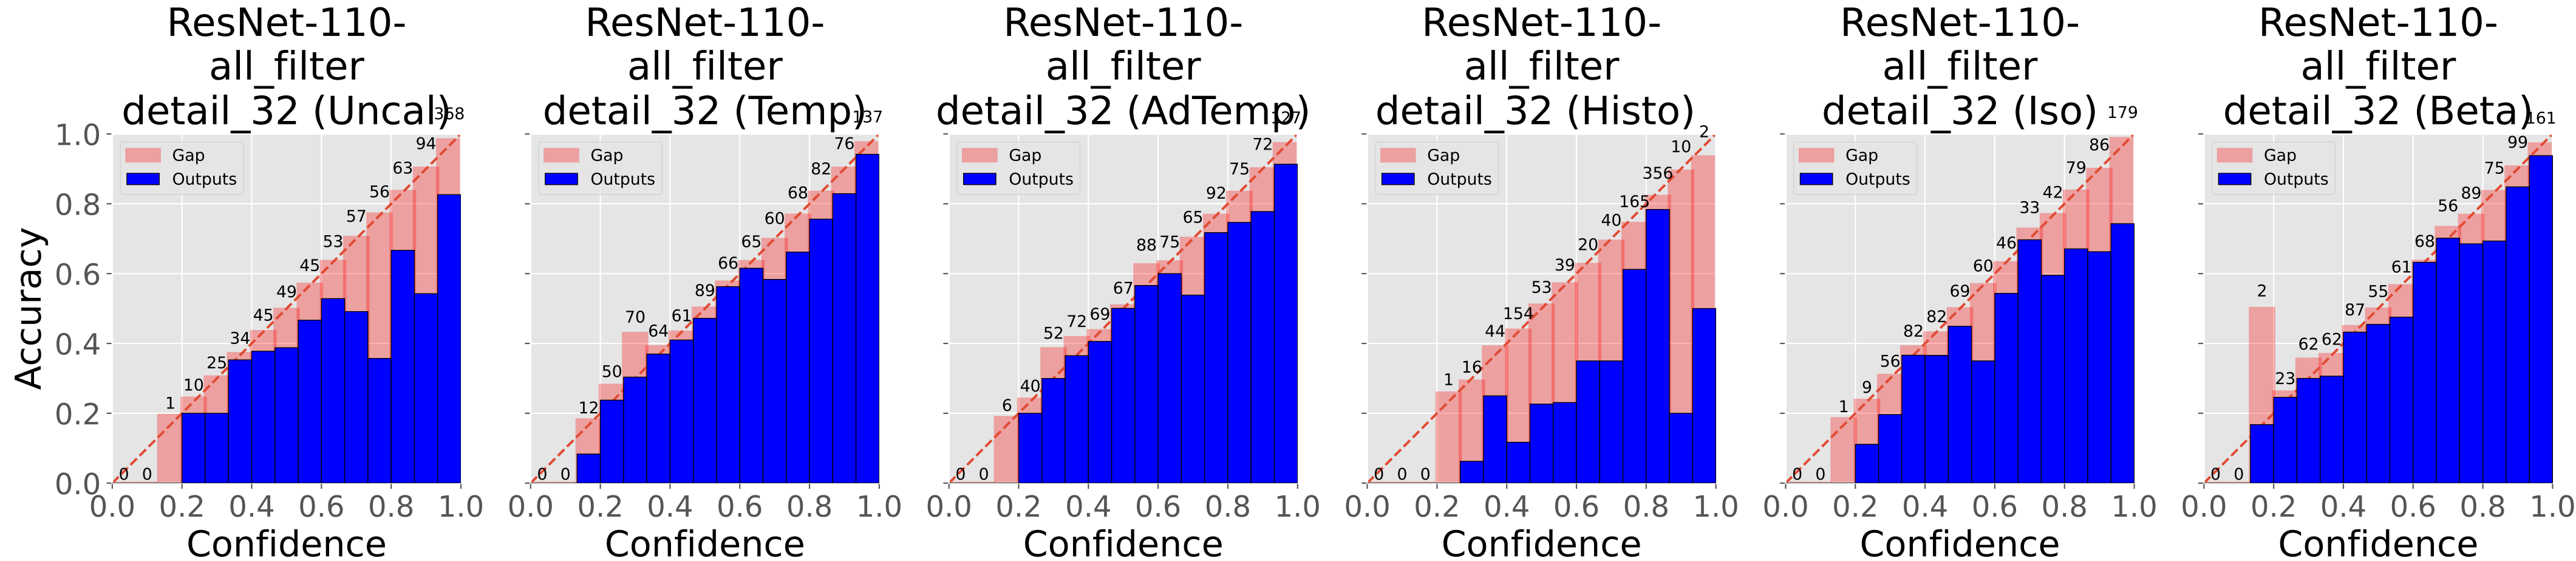 ResNet-110-
all_filter
detail_32 (Uncal)
ResNet-110-
all_filter
detail_32 (Temp)
ResNet-110-
all_filter
detail_32 (AdTemp)
ResNet-110-
all_filter
detail_32 (Histo)
ResNet-110-
all_filter
detail_32 (Iso)
ResNet-110-
all_filter
detail_32 (Beta)
Accuracy
1.0
0.8
0.6
0.4
0.2
0.0
Gap
Outputs
0 0 1 10 25 34 45 49 45 53 57 56 63 94 368
0.0 0.2 0.4 0.6 0.8 1.0
Confidence
Gap
Outputs
0 0 12 50 70 64 61 89 66 65 60 68 82 76 137
0.0 0.2 0.4 0.6 0.8 1.0
Confidence
Gap
Outputs
0 0 6 40 52 72 69 67 88 75 65 92 75 72 127
0.0 0.2 0.4 0.6 0.8 1.0
Confidence
Gap
Outputs
0 0 0 1 16 44 154 53 39 20 40 165 356 10 2
0.0 0.2 0.4 0.6 0.8 1.0
Confidence
Gap
Outputs
0 0 1 9 56 82 82 69 60 46 33 42 79 86 179
0.0 0.2 0.4 0.6 0.8 1.0
Confidence
Gap
Outputs
0 0 2 23 62 62 87 55 61 68 56 89 75 99 161
0.0 0.2 0.4 0.6 0.8 1.0
Confidence